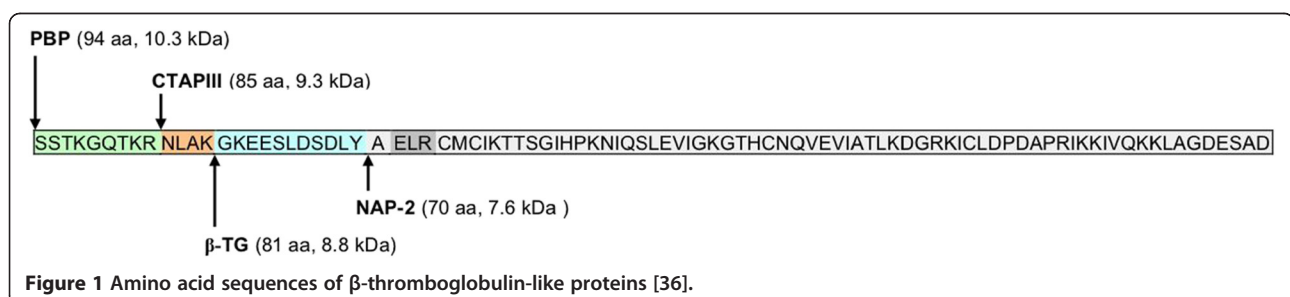 PBP (94 aa, 10.3 kDa)
CTAPIII (85 aa, 9.3 kDa)
SSTKGQTKR NLAK GKEESLDSDLY A ELR CMCIKTTSGIHPKNIQSLEVIGKGTHCNQVEVIATLKDGRKICLDPDAPRIKKIVQKKLAGDESAD
NAP-2 (70 aa, 7.6 kDa )
β-TG (81 aa, 8.8 kDa)
Figure 1 Amino acid sequences of β-thromboglobulin-like proteins [36].